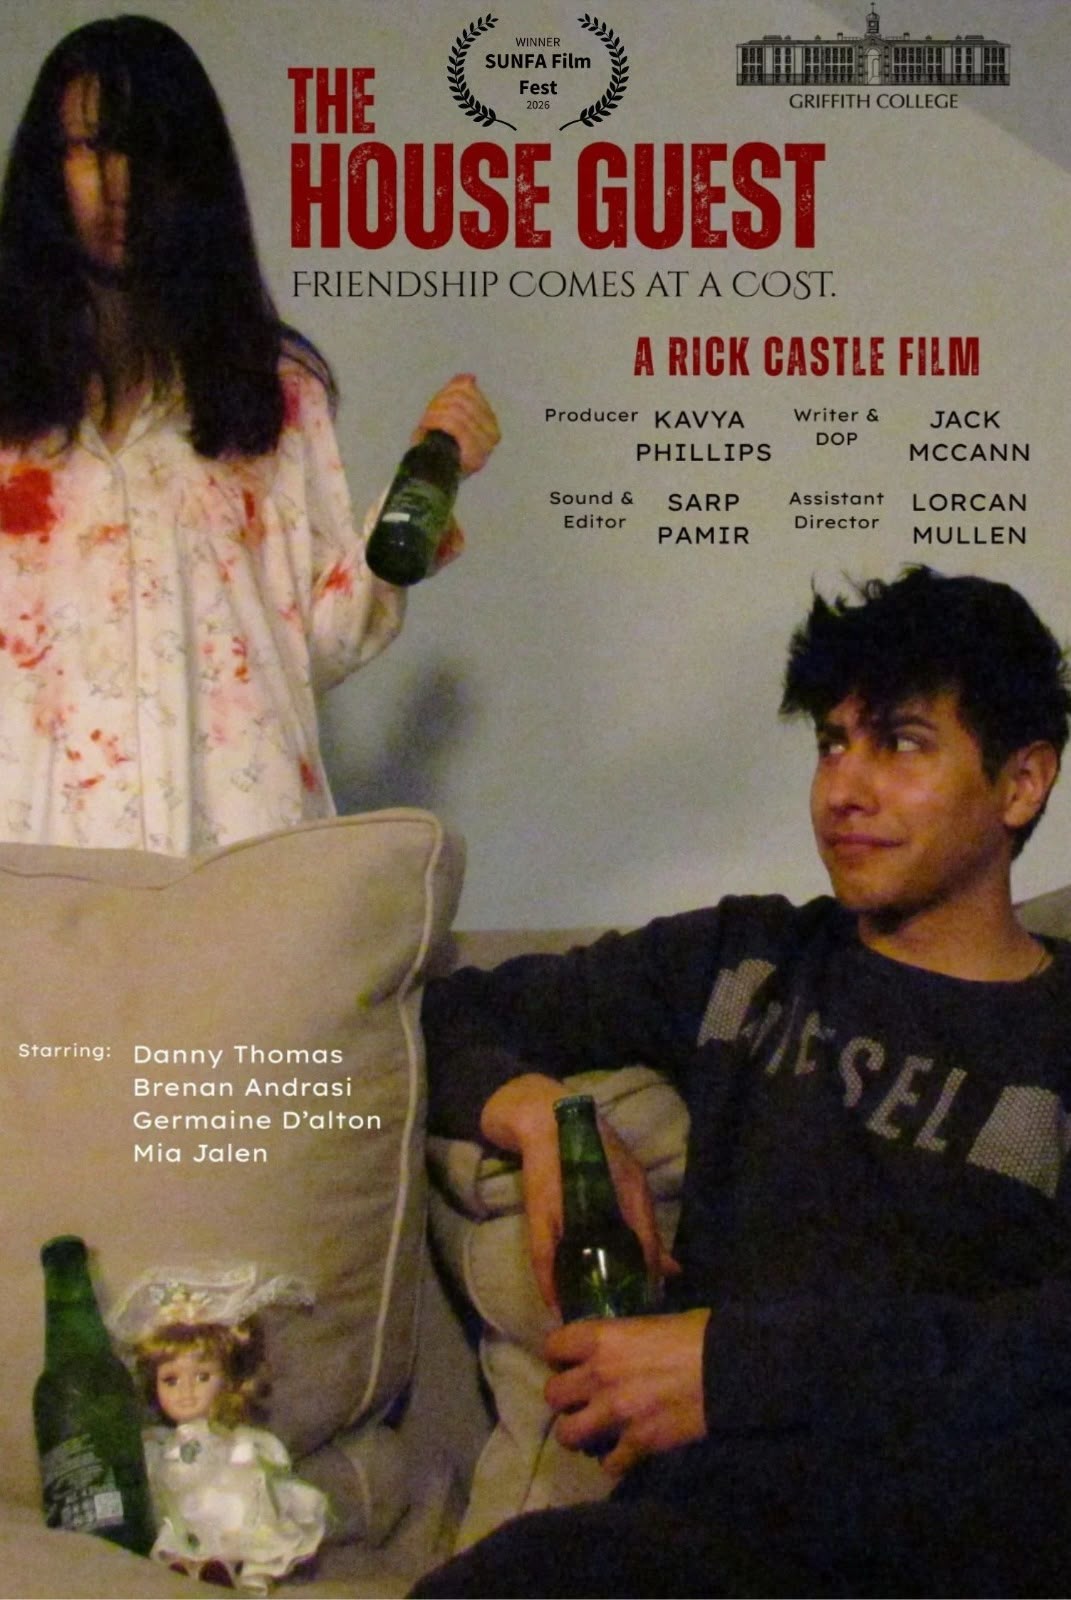 WINNER
SUNFA Film
Fest
2026
GRIFFITH COLLEGE
THE
HOUSE GUEST
FRIENDSHIP COMES AT A COST.
A RICK CASTLE FILM
Producer KAVYA
PHILLIPS
Writer &
DOP
JACK
MCCANN
Sound &
Editor
SARP
PAMIR
Assistant
Director
LORCAN
MULLEN
DIESEL
Starring:
Danny Thomas
Brenan Andrasi
Germaine D’alton
Mia Jalen